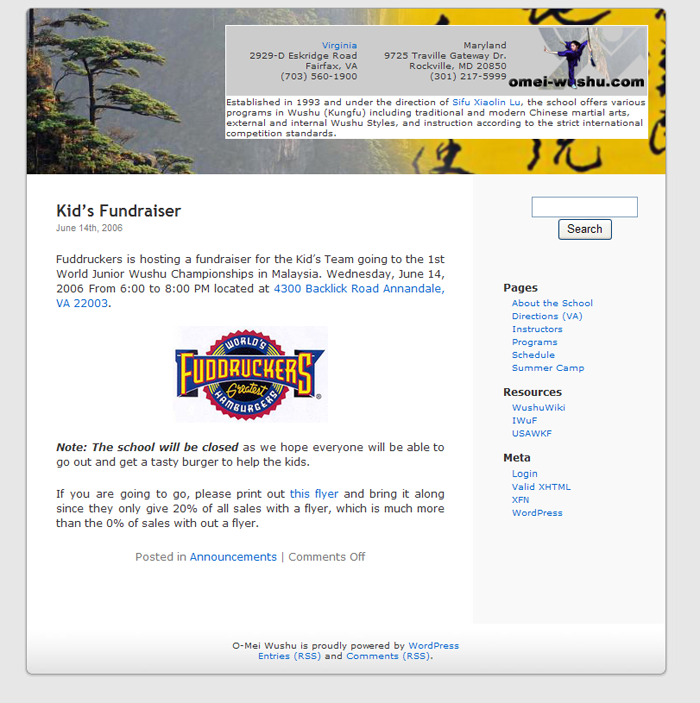 Virginia
2929-D Eskridge Road
Fairfax, VA
(703) 560-1900
Maryland
9725 Traville Gateway Dr.
Rockville, MD 20850
(301) 217-5999
omei-wushu.com
Established in 1993 and under the direction of Sifu Xiaolin Lu, the school offers various
programs in Wushu (Kungfu) including traditional and modern Chinese martial arts,
external and internal Wushu Styles, and instruction according to the strict international
competition standards.
Kid's Fundraiser
June 14th, 2006
Fuddruckers is hosting a fundraiser for the Kid's Team going to the 1st
World Junior Wushu Championships in Malaysia. Wednesday, June 14,
2006 From 6:00 to 8:00 PM located at 4300 Backlick Road Annandale,
VA 22003.
WORLD'S
FUDDRUCKERS
Greatest
HAMBURGERS
®
Note: The school will be closed as we hope everyone will be able to
go out and get a tasty burger to help the kids.
If you are going to go, please print out this flyer and bring it along
since they only give 20% of all sales with a flyer, which is much more
than the 0% of sales with out a flyer.
Posted in Announcements | Comments Off
Search
Pages
About the School
Directions (VA)
Instructors
Programs
Schedule
Summer Camp
Resources
WushuWiki
IWuF
USAWKF
Meta
Login
Valid XHTML
XFN
WordPress
O-Mei Wushu is proudly powered by WordPress
Entries (RSS) and Comments (RSS).